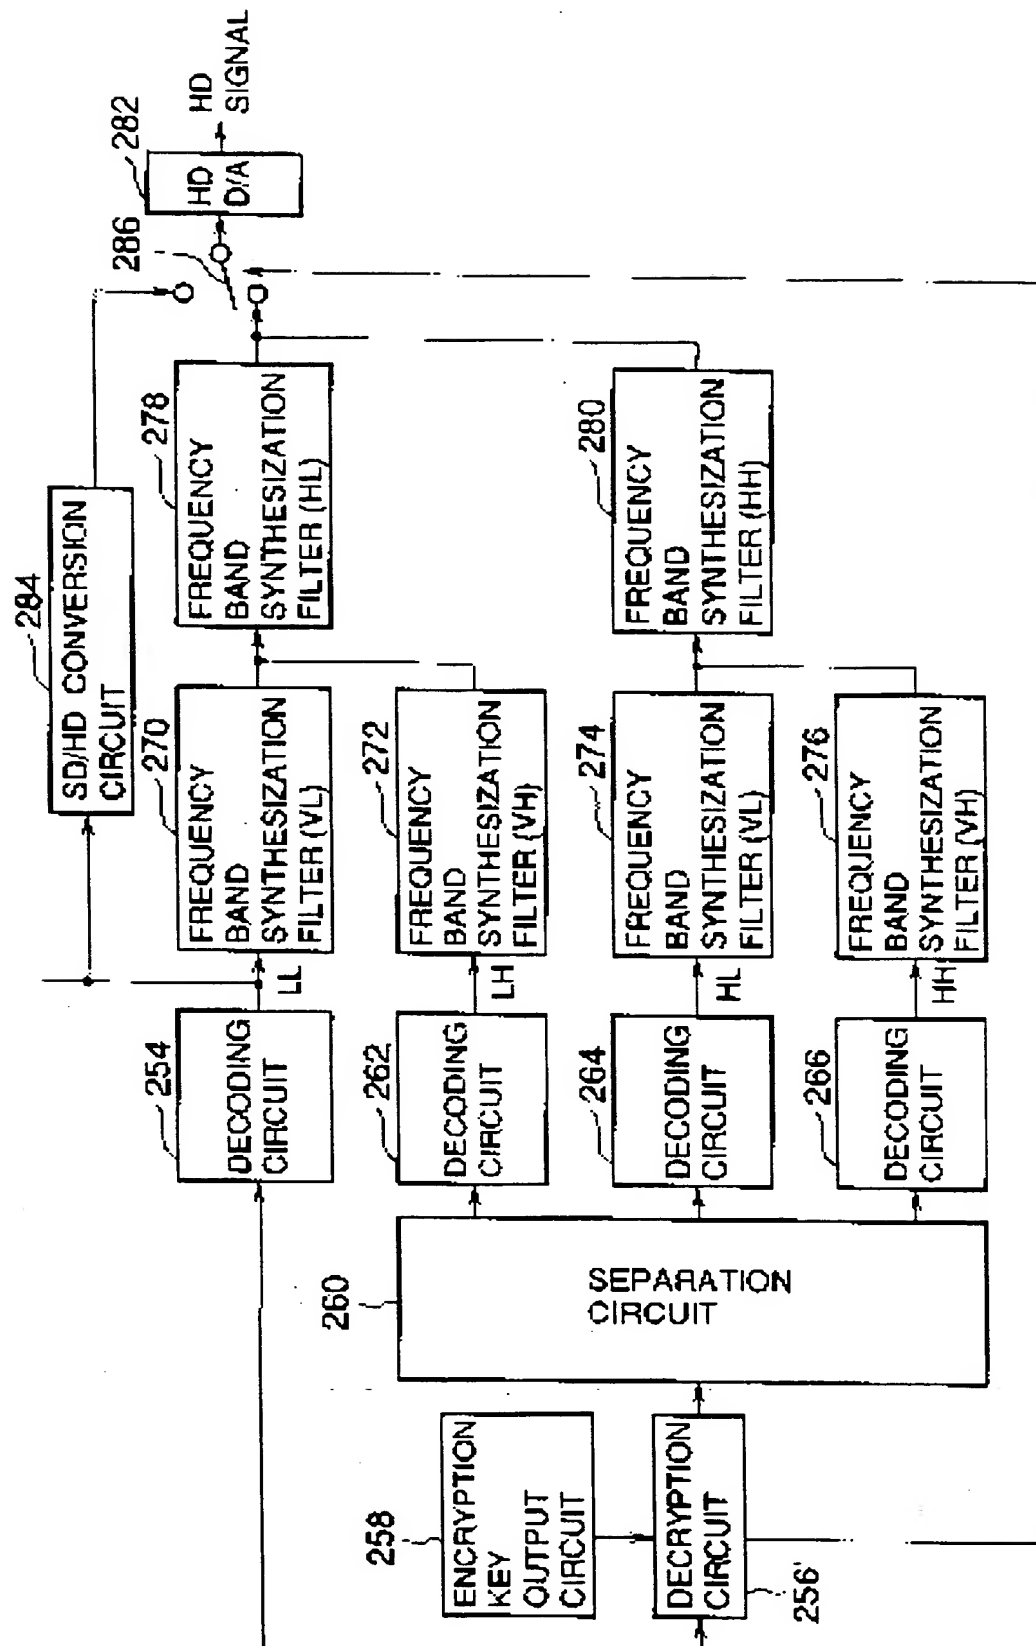 284
SD/HD CONVERSION
CIRCUIT
286
282
HD
D/A
HD
SIGNAL
254
DECODING
CIRCUIT
LL
270
FREQUENCY
BAND
SYNTHESIZATION
FILTER (VL)
278
FREQUENCY
BAND
SYNTHESIZATION
FILTER (HL)
262
DECODING
CIRCUIT
LH
272
FREQUENCY
BAND
SYNTHESIZATION
FILTER (VH)
258
ENCRYPTION
KEY
OUTPUT
CIRCUIT
260
SEPARATION
CIRCUIT
264
DECODING
CIRCUIT
HL
274
FREQUENCY
BAND
SYNTHESIZATION
FILTER (VL)
280
FREQUENCY
BAND
SYNTHESIZATION
FILTER (HH)
DECRYPTION
CIRCUIT
256'
266
DECODING
CIRCUIT
HH
276
FREQUENCY
BAND
SYNTHESIZATION
FILTER (VH)